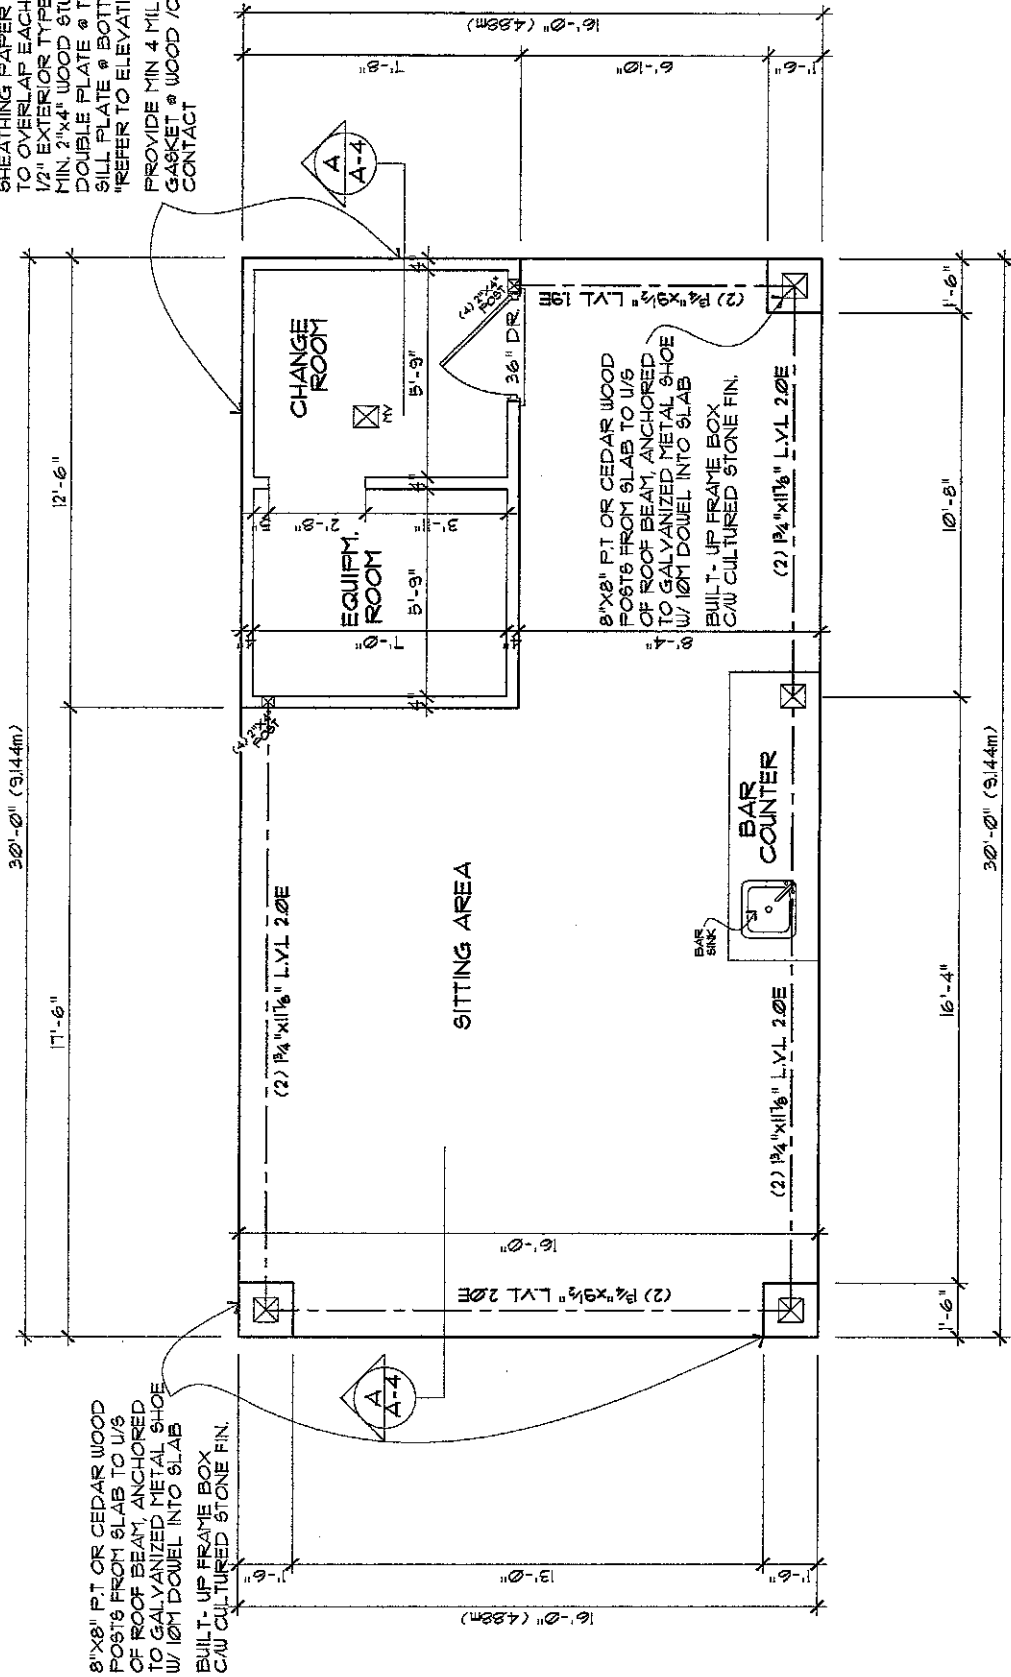 SHEATHING PAPER
TO OVERLAP EACH
1/2" EXTERIOR TYPE
MIN. 2"x4" WOOD STU
DOUBLE PLATE @ T
SILL PLATE @ BOTT
"REFER TO ELEVATI
PROVIDE MIN 4 MIL
GASKET @ WOOD /C
CONTACT
30'-0" (9.144m)
17'-6"
12'-6"
16'-0" (4.88m)
7'-8"
6'-10"
1'-6"
A
A-4
CHANGE
ROOM
MV
5'-9"
4"
4"
(4) 2"X4"
POST
36" DR.
EQUIPM.
ROOM
5'-9"
4"
2'-8"
3'-11"
7'-0"
4"
4"
8'-4"
(4) 2"X4"
POST
(2) 1¾"x9½" L.V.L 1.9E
8"X8" P.T OR CEDAR WOOD
POSTS FROM SLAB TO U/S
OF ROOF BEAM, ANCHORED
TO GALVANIZED METAL SHOE
W/ 10M DOWEL INTO SLAB
BUILT- UP FRAME BOX
C/W CULTURED STONE FIN.
(2) 1¾"x11⅞" L.V.L 2.0E
(2) 1¾"x11⅞" L.V.L 2.0E
SITTING AREA
BAR
COUNTER
BAR
SINK
(2) 1¾"x11⅞" L.V.L 2.0E
16'-0"
(2) 1¾"x9½" L.V.L 2.0E
A
A-4
8"X8" P.T OR CEDAR WOOD
POSTS FROM SLAB TO U/S
OF ROOF BEAM, ANCHORED
TO GALVANIZED METAL SHOE
W/ 10M DOWEL INTO SLAB
BUILT- UP FRAME BOX
C/W CULTURED STONE FIN.
1'-6"
13'-0"
1'-6"
16'-0" (4.88m)
1'-6"
16'-4"
10'-8"
1'-6"
30'-0" (9.144m)